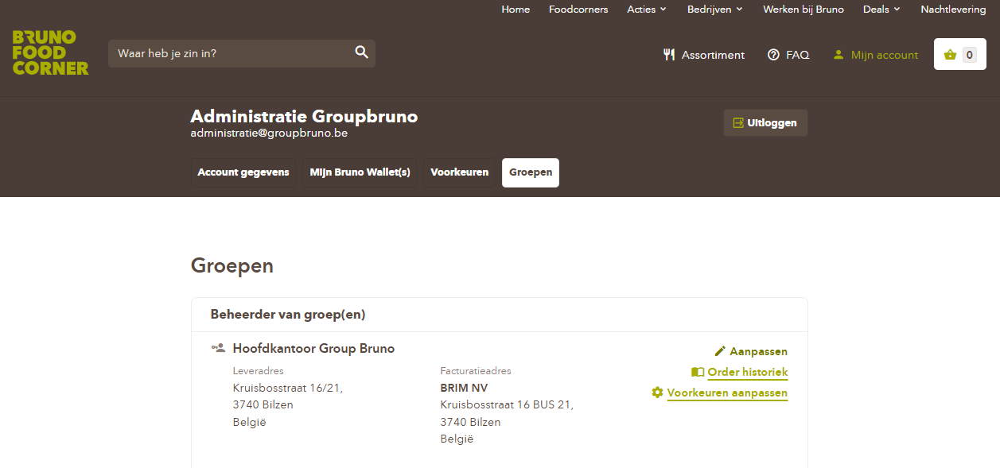 Home Foodcorners Acties Bedrijven Werken bij Bruno Deals Nachtlevering
BRUNO
FOOD
CORNER
Waar heb je zin in?
Assortiment FAQ Mijn account 0
Administratie Groupbruno
administratie@groupbruno.be
Uitloggen
Account gegevens Mijn Bruno Wallet(s) Voorkeuren Groepen
Groepen
Beheerder van groep(en)
Hoofdkantoor Group Bruno
Aanpassen
Leveradres
Kruisbosstraat 16/21,
3740 Bilzen
België
Facturatieadres
BRIM NV
Kruisbosstraat 16 BUS 21,
3740 Bilzen
België
Order historiek
Voorkeuren aanpassen